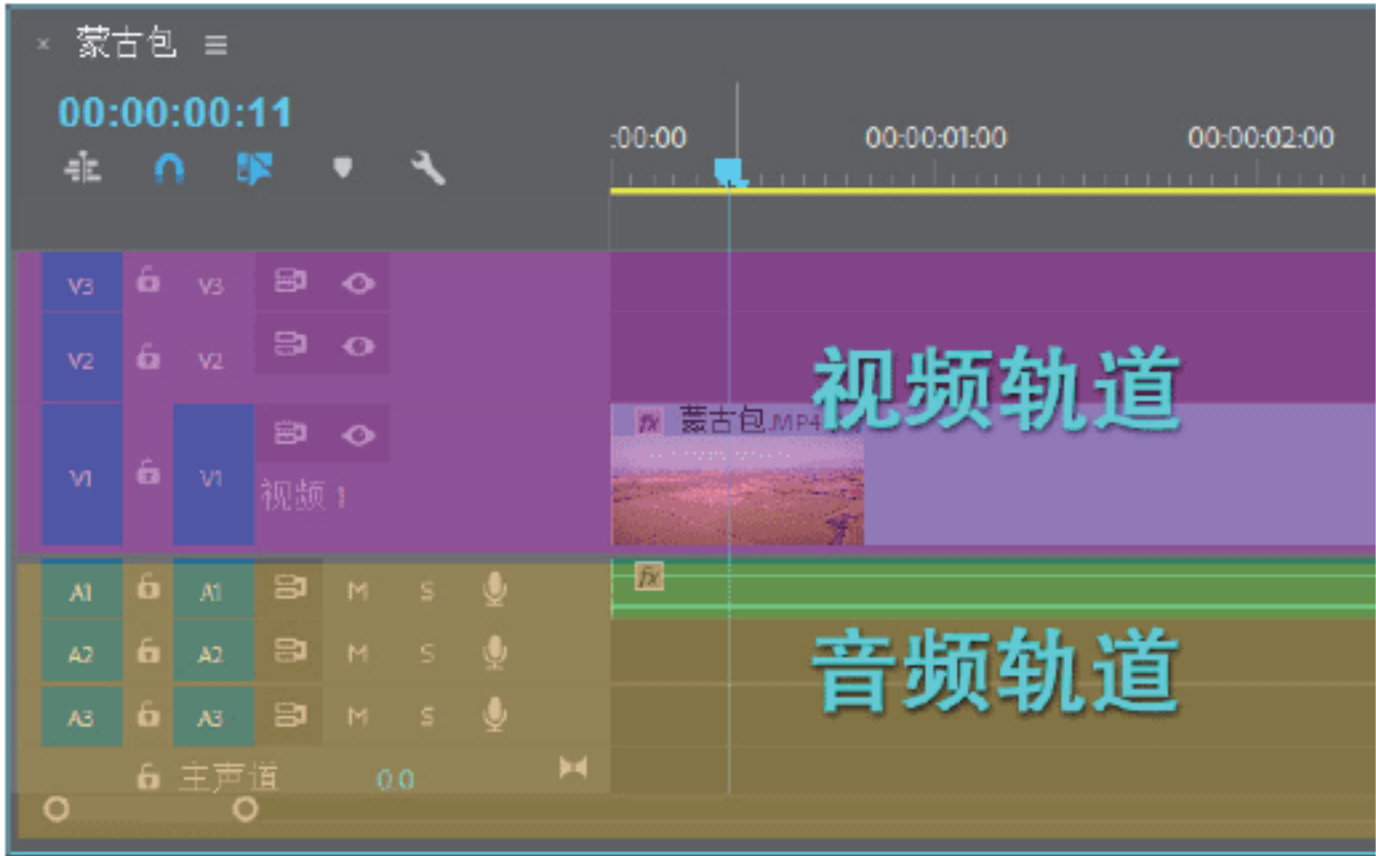 × 蒙古包
00:00:00:11
:00:00 00:00:01:00 00:00:02:00
V3 V3
V2 V2
视频轨道
fx 蒙古包.MP4
V1 V1
视频 1
A1 A1 M S fx
A2 A2 M S
音频轨道
A3 A3 M S
主声道 0.0